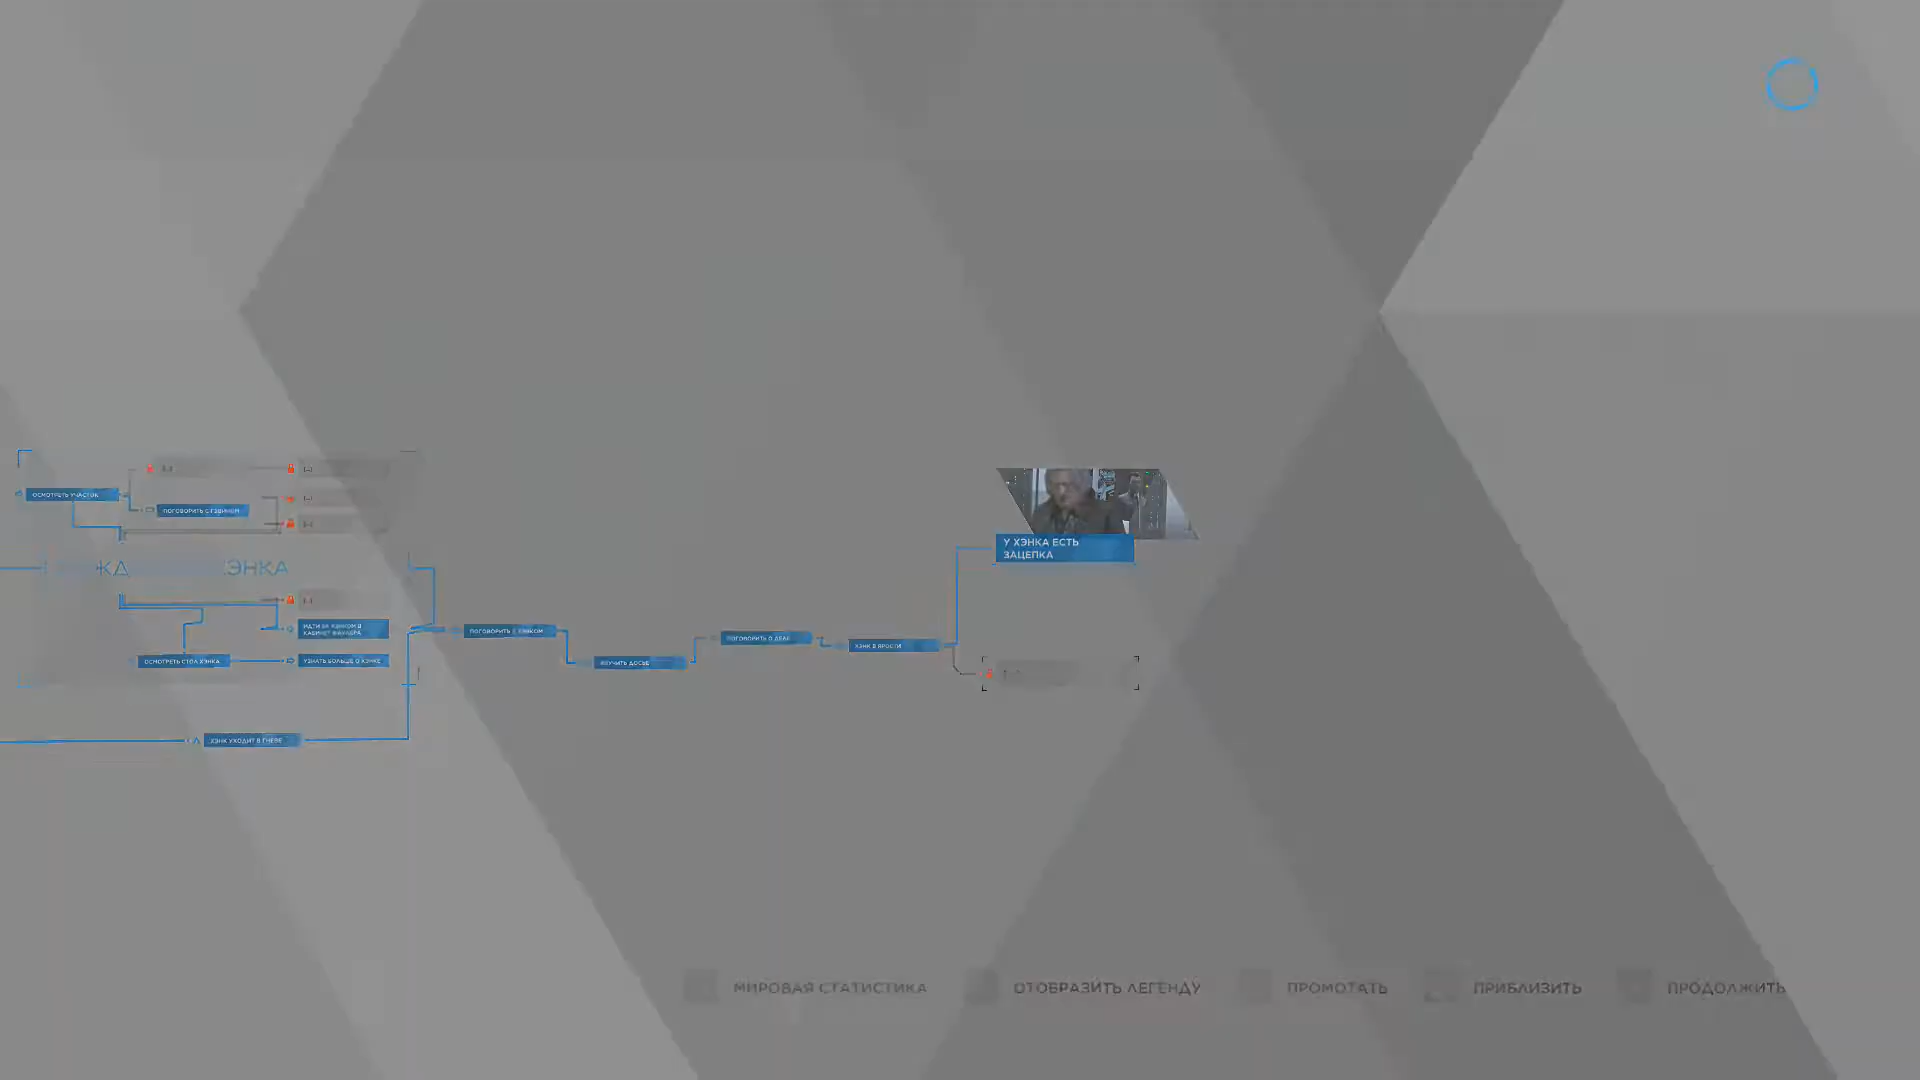 ОСМОТРЕТЬ УЧАСТОК
ПОГОВОРИТЬ С ГЭВИНОМ
ХЭНКА
ИДТИ ЗА ХЭНКОМ В
КАБИНЕТ ФАУЛЕРА
ОСМОТРЕТЬ СТОЛ ХЭНКА
УЗНАТЬ БОЛЬШЕ О ХЭНКЕ
ХЭНК УХОДИТ В ГНЕВЕ
ПОГОВОРИТЬ С ХЭНКОМ
ИЗУЧИТЬ ДОСЬЕ
ПОГОВОРИТЬ О ДЕЛЕ
ХЭНК В ЯРОСТИ
У ХЭНКА ЕСТЬ
ЗАЦЕПКА
МИРОВАЯ СТАТИСТИКА
ОТОБРАЗИТЬ ЛЕГЕНДУ
ПРОМОТАТЬ
ПРИБЛИЗИТЬ
ПРОДОЛЖИТЬ